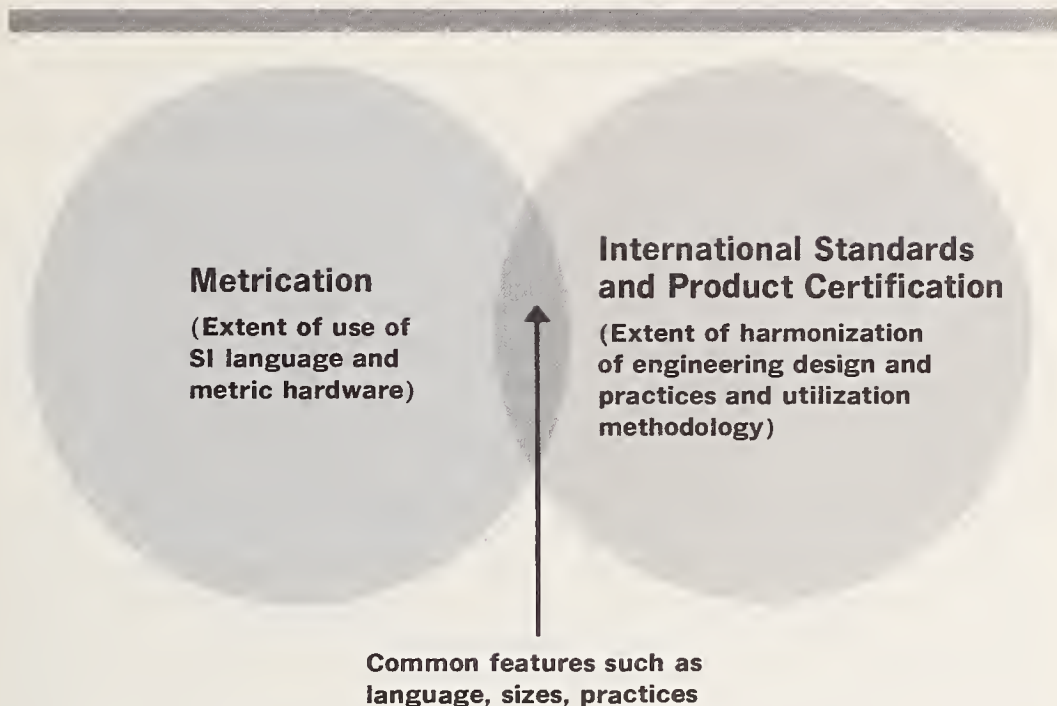 Metrication
(Extent of use of
SI language and
metric hardware)
International Standards
and Product Certification
(Extent of harmonization
of engineering design and
practices and utilization
methodology)
Common features such as
language, sizes, practices